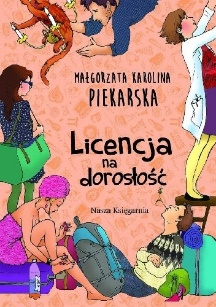 MAŁGORZATA KAROLINA
PIEKARSKA
Licencja
na
dorosłość
Nasza Księgarnia